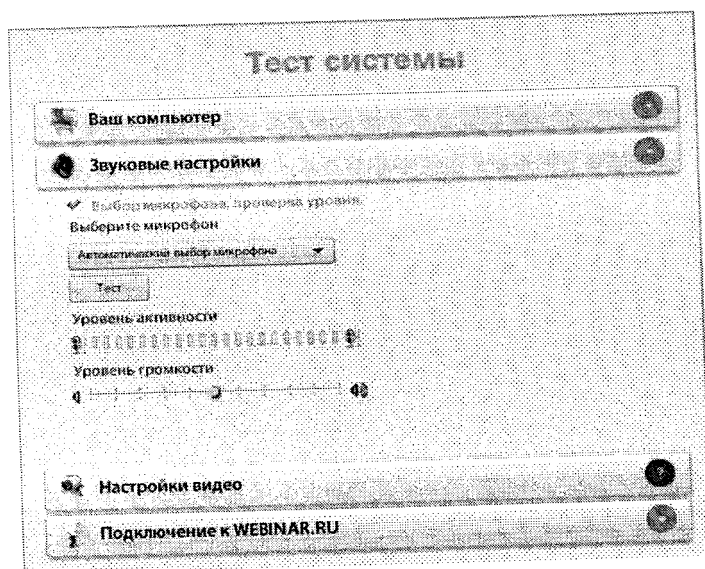 Тест системы
Ваш компьютер
Звуковые настройки
Выбор микрофона, проверка уровня.
Выберите микрофон
Автоматический выбор микрофона
Тест
Уровень активности
Уровень громкости
Настройки видео
Подключение к WEBINAR.RU